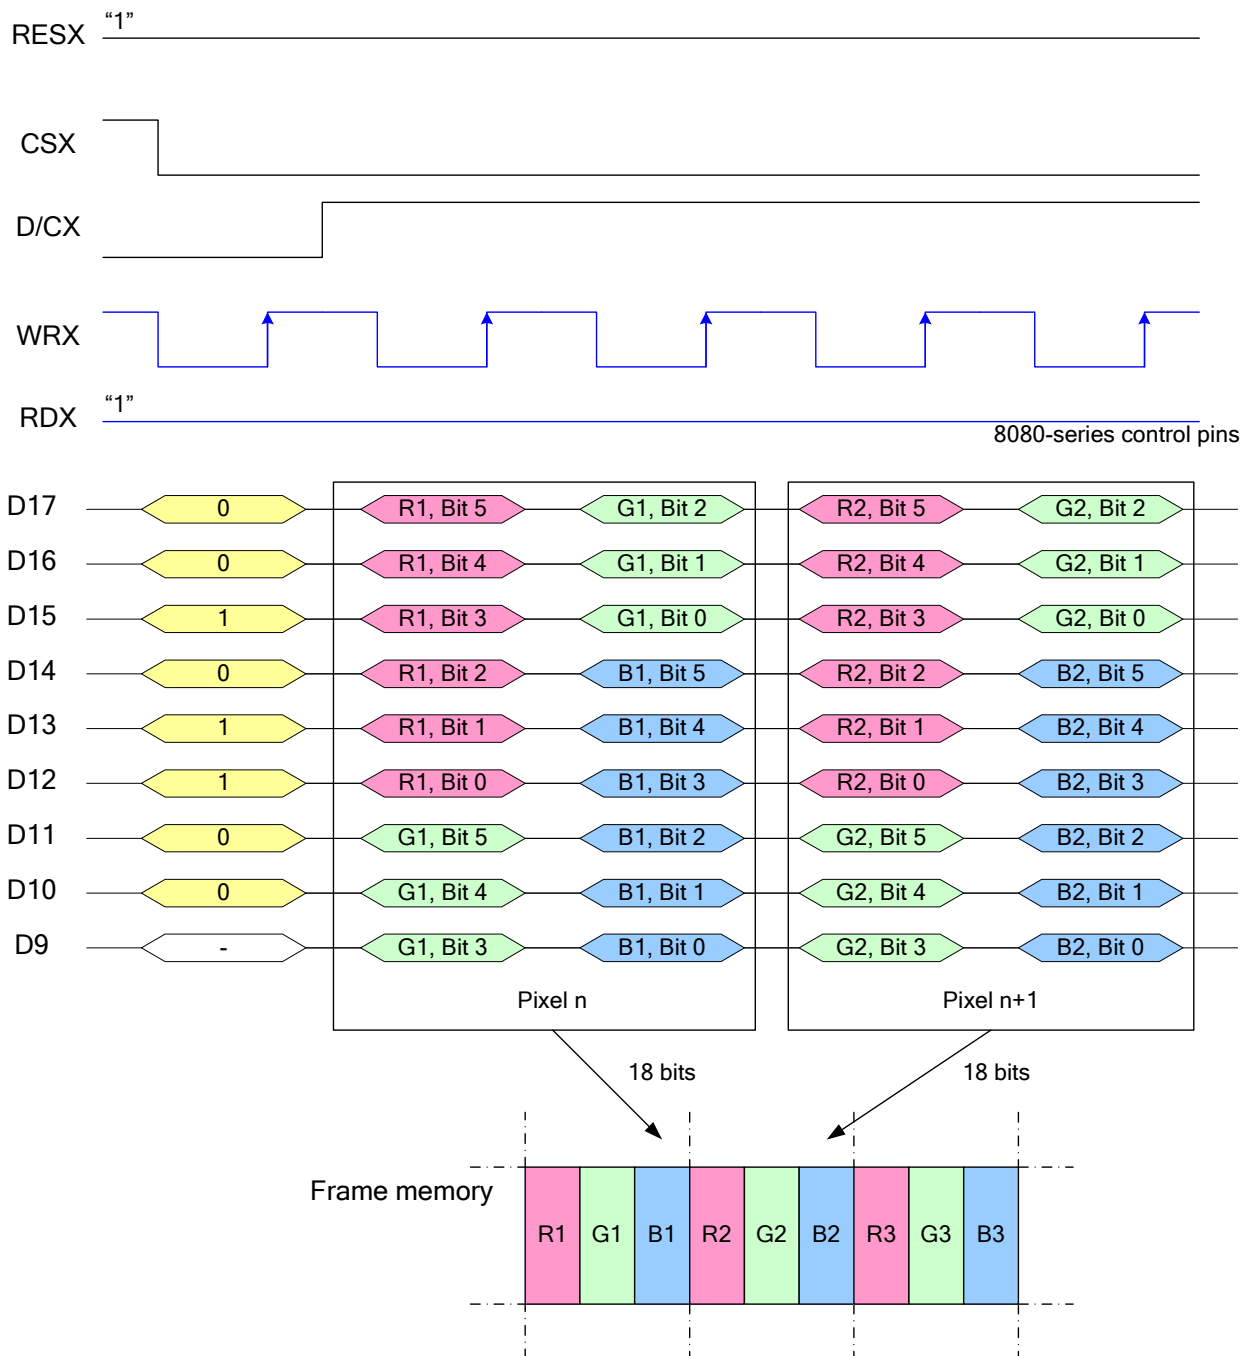 RESX “1”
CSX
D/CX
WRX
RDX “1”
8080-series control pins
D17 0 R1, Bit 5 G1, Bit 2 R2, Bit 5 G2, Bit 2
D16 0 R1, Bit 4 G1, Bit 1 R2, Bit 4 G2, Bit 1
D15 1 R1, Bit 3 G1, Bit 0 R2, Bit 3 G2, Bit 0
D14 0 R1, Bit 2 B1, Bit 5 R2, Bit 2 B2, Bit 5
D13 1 R1, Bit 1 B1, Bit 4 R2, Bit 1 B2, Bit 4
D12 1 R1, Bit 0 B1, Bit 3 R2, Bit 0 B2, Bit 3
D11 0 G1, Bit 5 B1, Bit 2 G2, Bit 5 B2, Bit 2
D10 0 G1, Bit 4 B1, Bit 1 G2, Bit 4 B2, Bit 1
D9 - G1, Bit 3 B1, Bit 0 G2, Bit 3 B2, Bit 0
Pixel n Pixel n+1
18 bits 18 bits
Frame memory
R1 G1 B1 R2 G2 B2 R3 G3 B3